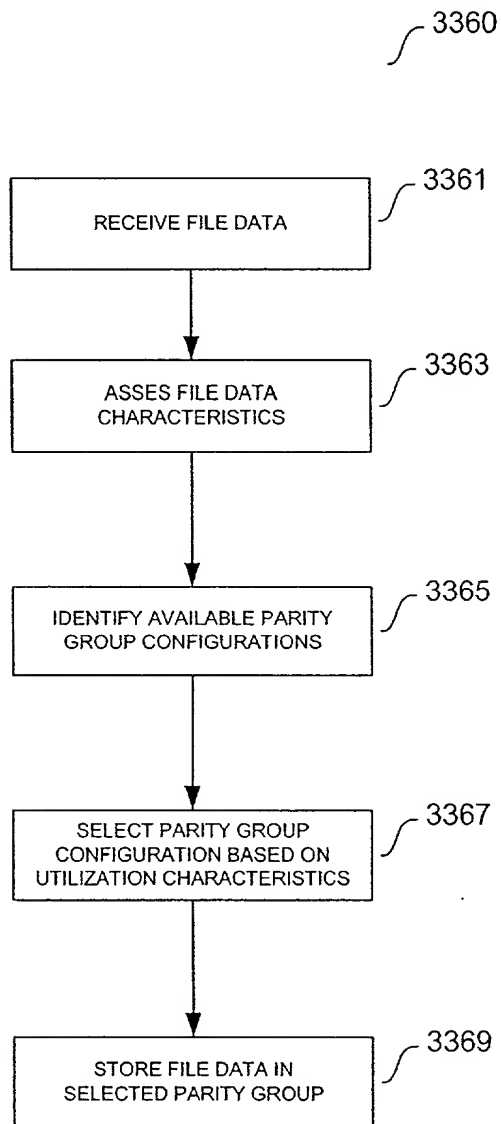 3360
3361
RECEIVE FILE DATA
3363
ASSES FILE DATA
CHARACTERISTICS
3365
IDENTIFY AVAILABLE PARITY
GROUP CONFIGURATIONS
3367
SELECT PARITY GROUP
CONFIGURATION BASED ON
UTILIZATION CHARACTERISTICS
3369
STORE FILE DATA IN
SELECTED PARITY GROUP